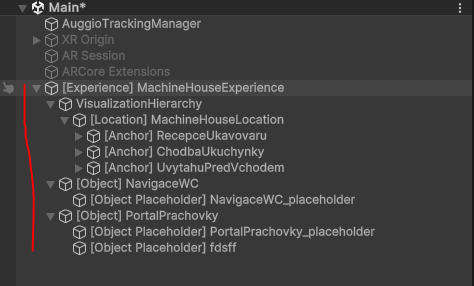 Main*
AuggioTrackingManager
XR Origin
AR Session
ARCore Extensions
[Experience] MachineHouseExperience
VisualizationHierarchy
[Location] MachineHouseLocation
[Anchor] RecepceUkavovaru
[Anchor] ChodbaUkuchynky
[Anchor] UvytahuPredVchodem
[Object] NavigaceWC
[Object Placeholder] NavigaceWC_placeholder
[Object] PortalPrachovky
[Object Placeholder] PortalPrachovky_placeholder
[Object Placeholder] fdsff